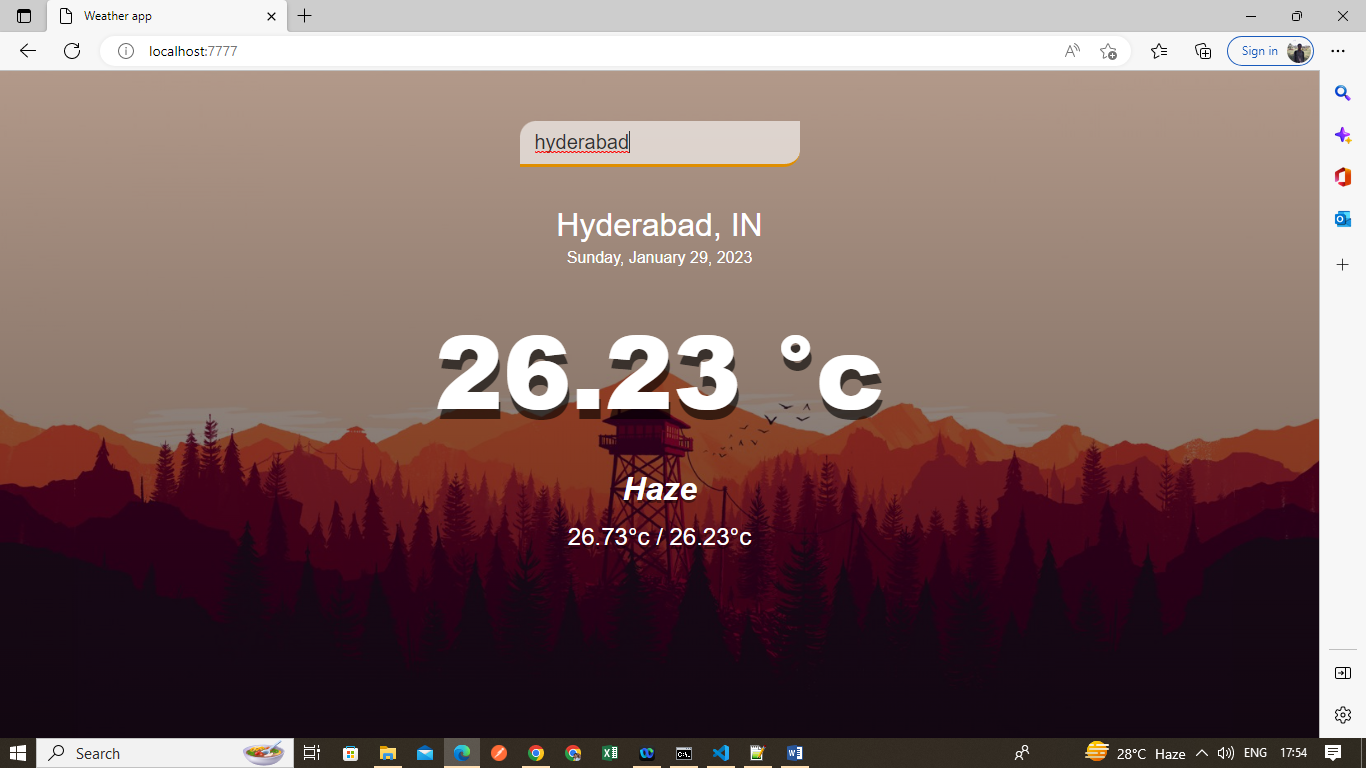 Weather app
localhost:7777
Sign in
hyderabad
Hyderabad, IN
Sunday, January 29, 2023
26.23 °c
Haze
26.73°c / 26.23°c
Search
28°C Haze
ENG
17:54